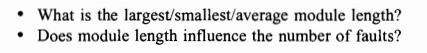 • What is the largest/smallest/average module length?
• Does module length influence the number of faults?